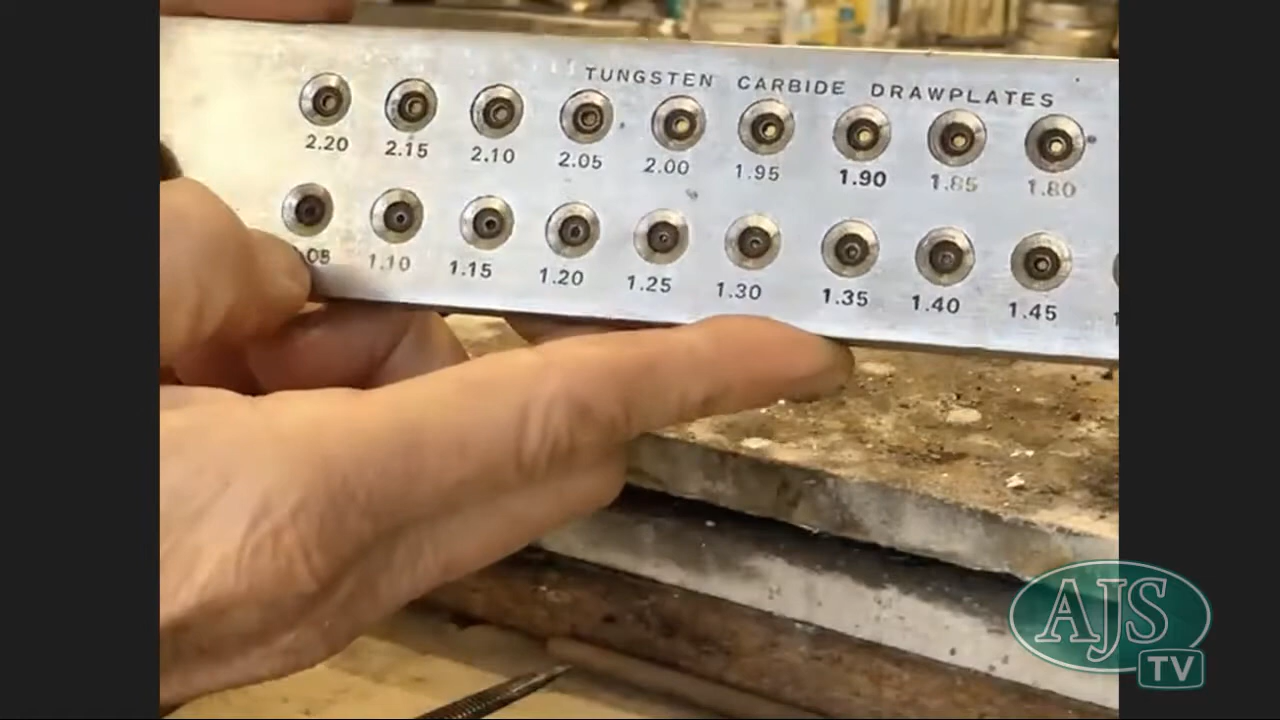 TUNGSTEN CARBIDE DRAWPLATES
2.20 2.15 2.10 2.05 2.00 1.95 1.90 1.85 1.80
05 1.10 1.15 1.20 1.25 1.30 1.35 1.40 1.45 1
AJS
TV